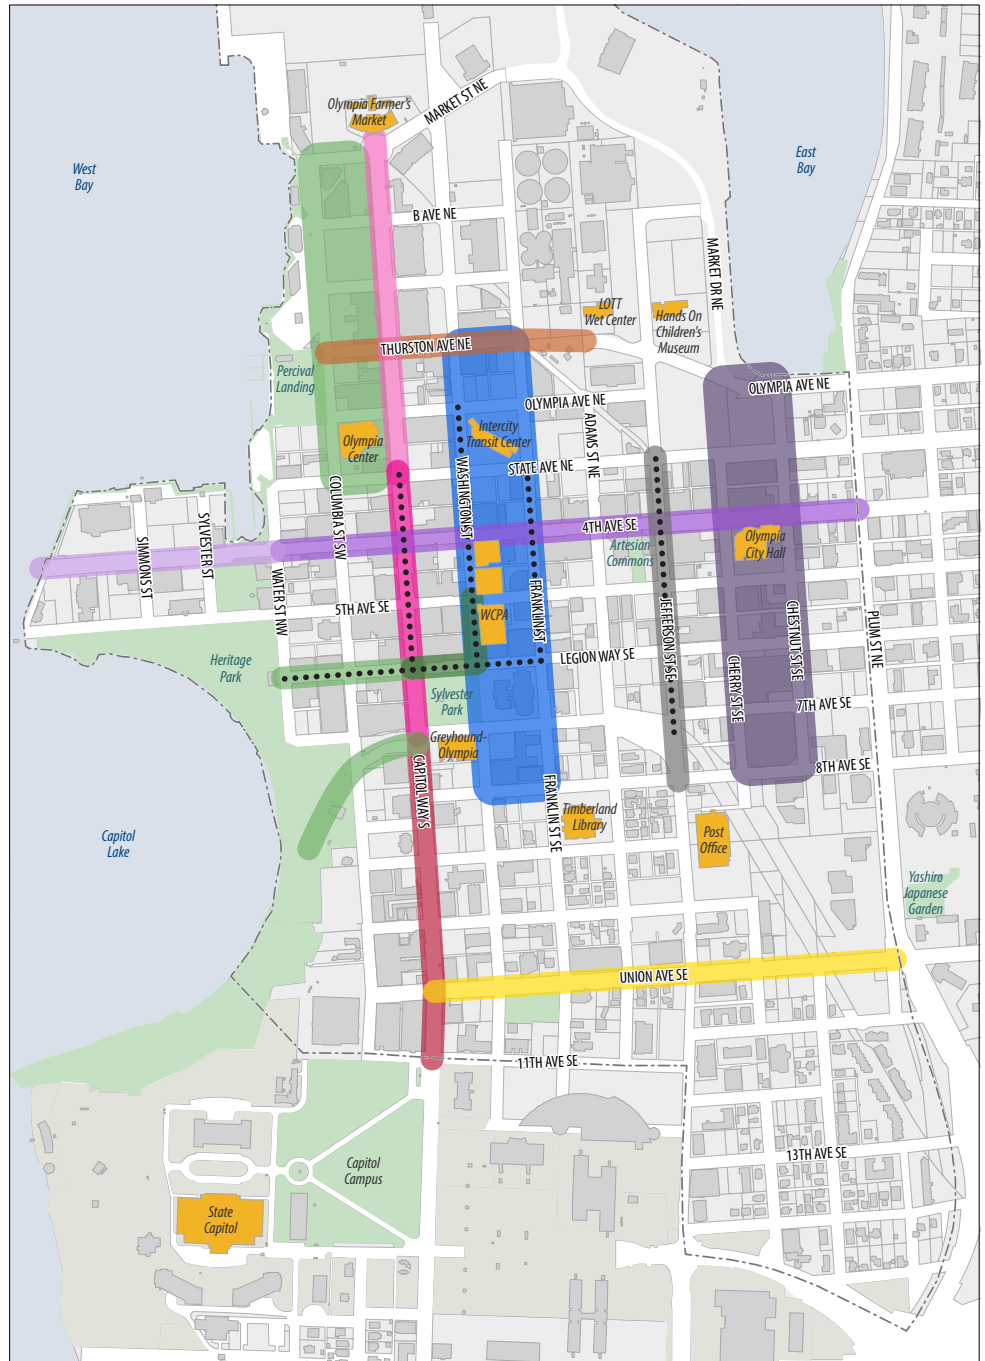 Olympia Farmer's
Market
MARKET ST NE
West
Bay
East
Bay
B AVE NE
MARKET DR NE
LOTT
Wet Center
Hands On
Children's
Museum
THURSTON AVE NE
Percival
Landing
OLYMPIA AVE NE
OLYMPIA AVE NE
Olympia
Center
Intercity
Transit Center
ADAMS ST NE
STATE AVE NE
WASHINGTON ST
COLUMBIA ST SW
SYLVESTER ST
SIMMONS ST
4TH AVE SE
Artesian
Commons
Olympia
City Hall
WATER ST NW
5TH AVE SE
WCPA
FRANKLIN ST
JEFFERSON ST SE
CHESTNUT ST SE
PLUM ST NE
LEGION WAY SE
Heritage
Park
Sylvester
Park
CHERRY ST SE
7TH AVE SE
Greyhound-
Olympia
CAPITOL WAY S
8TH AVE SE
FRANKLIN ST SE
Timberland
Library
Post
Office
Capitol
Lake
Yashiro
Japanese
Garden
UNION AVE SE
11TH AVE SE
13TH AVE SE
Capitol
Campus
State
Capitol